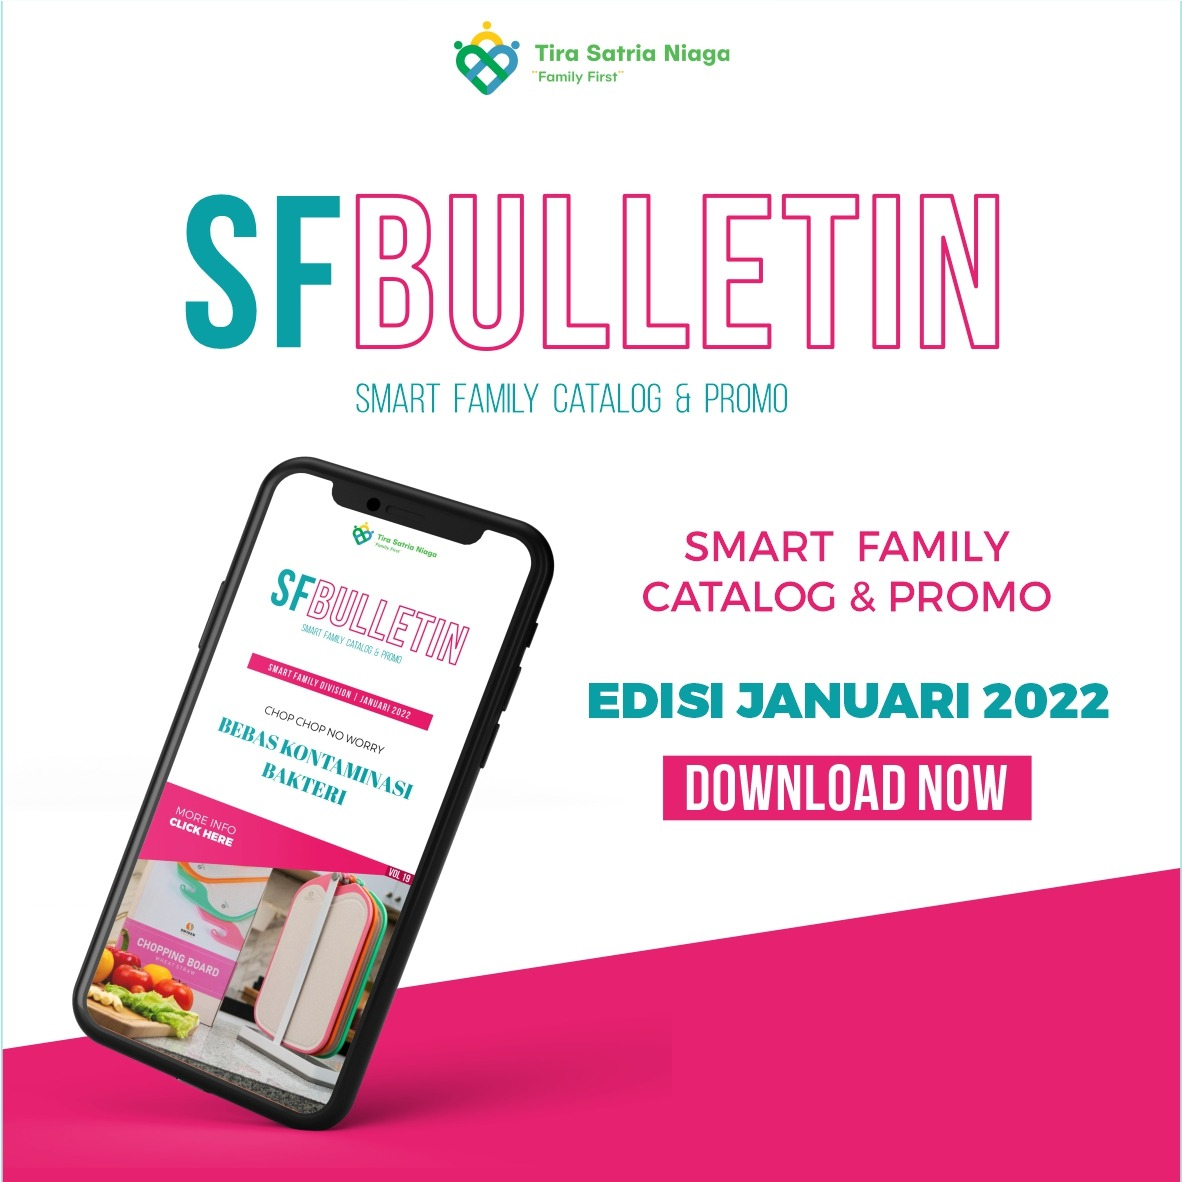 Tira Satria Niaga
"Family First"
SFBULLETIN
SMART FAMILY CATALOG & PROMO
Tira Satria Niaga
Family First
SFBULLETIN
SMART FAMILY CATALOG & PROMO
SMART FAMILY DIVISION | JANUARI 2022
CHOP CHOP NO WORRY
BEBAS KONTAMINASI
BAKTERI
MORE INFO
CLICK HERE
VOL 19
CHOPPING BOARD
WHEAT STRAW
SMART FAMILY
CATALOG & PROMO
EDISI JANUARI 2022
DOWNLOAD NOW